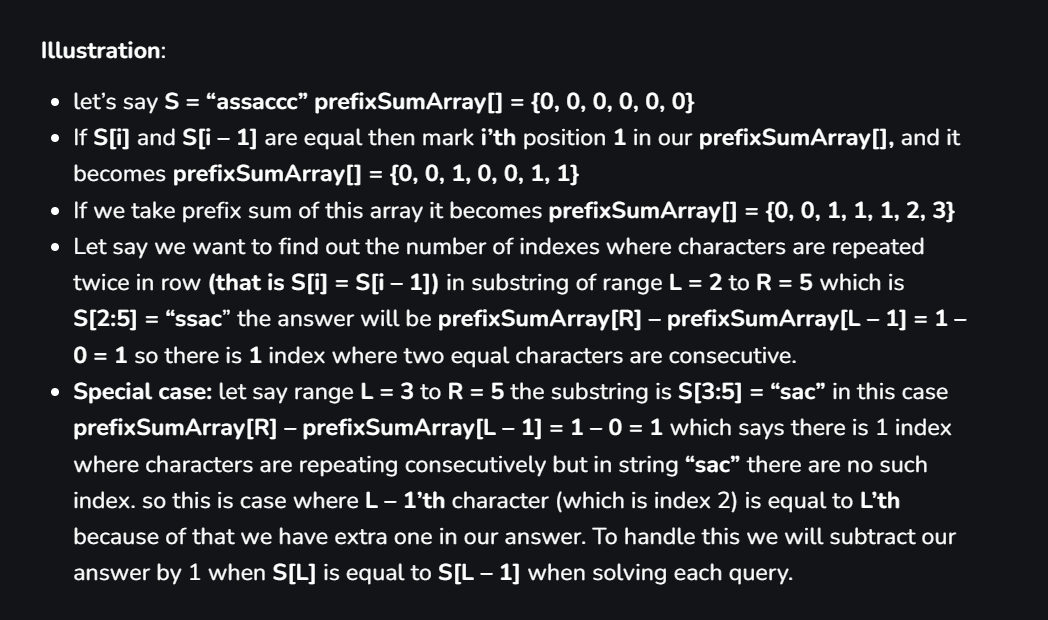 Illustration:
• let’s say S = “assaccc” prefixSumArray[] = {0, 0, 0, 0, 0, 0}
• If S[i] and S[i – 1] are equal then mark i’th position 1 in our prefixSumArray[], and it
becomes prefixSumArray[] = {0, 0, 1, 0, 0, 1, 1}
• If we take prefix sum of this array it becomes prefixSumArray[] = {0, 0, 1, 1, 1, 2, 3}
• Let say we want to find out the number of indexes where characters are repeated
twice in row (that is S[i] = S[i – 1]) in substring of range L = 2 to R = 5 which is
S[2:5] = “ssac” the answer will be prefixSumArray[R] – prefixSumArray[L – 1] = 1 –
0 = 1 so there is 1 index where two equal characters are consecutive.
• Special case: let say range L = 3 to R = 5 the substring is S[3:5] = “sac” in this case
prefixSumArray[R] – prefixSumArray[L – 1] = 1 – 0 = 1 which says there is 1 index
where characters are repeating consecutively but in string “sac” there are no such
index. so this is case where L – 1’th character (which is index 2) is equal to L’th
because of that we have extra one in our answer. To handle this we will subtract our
answer by 1 when S[L] is equal to S[L – 1] when solving each query.